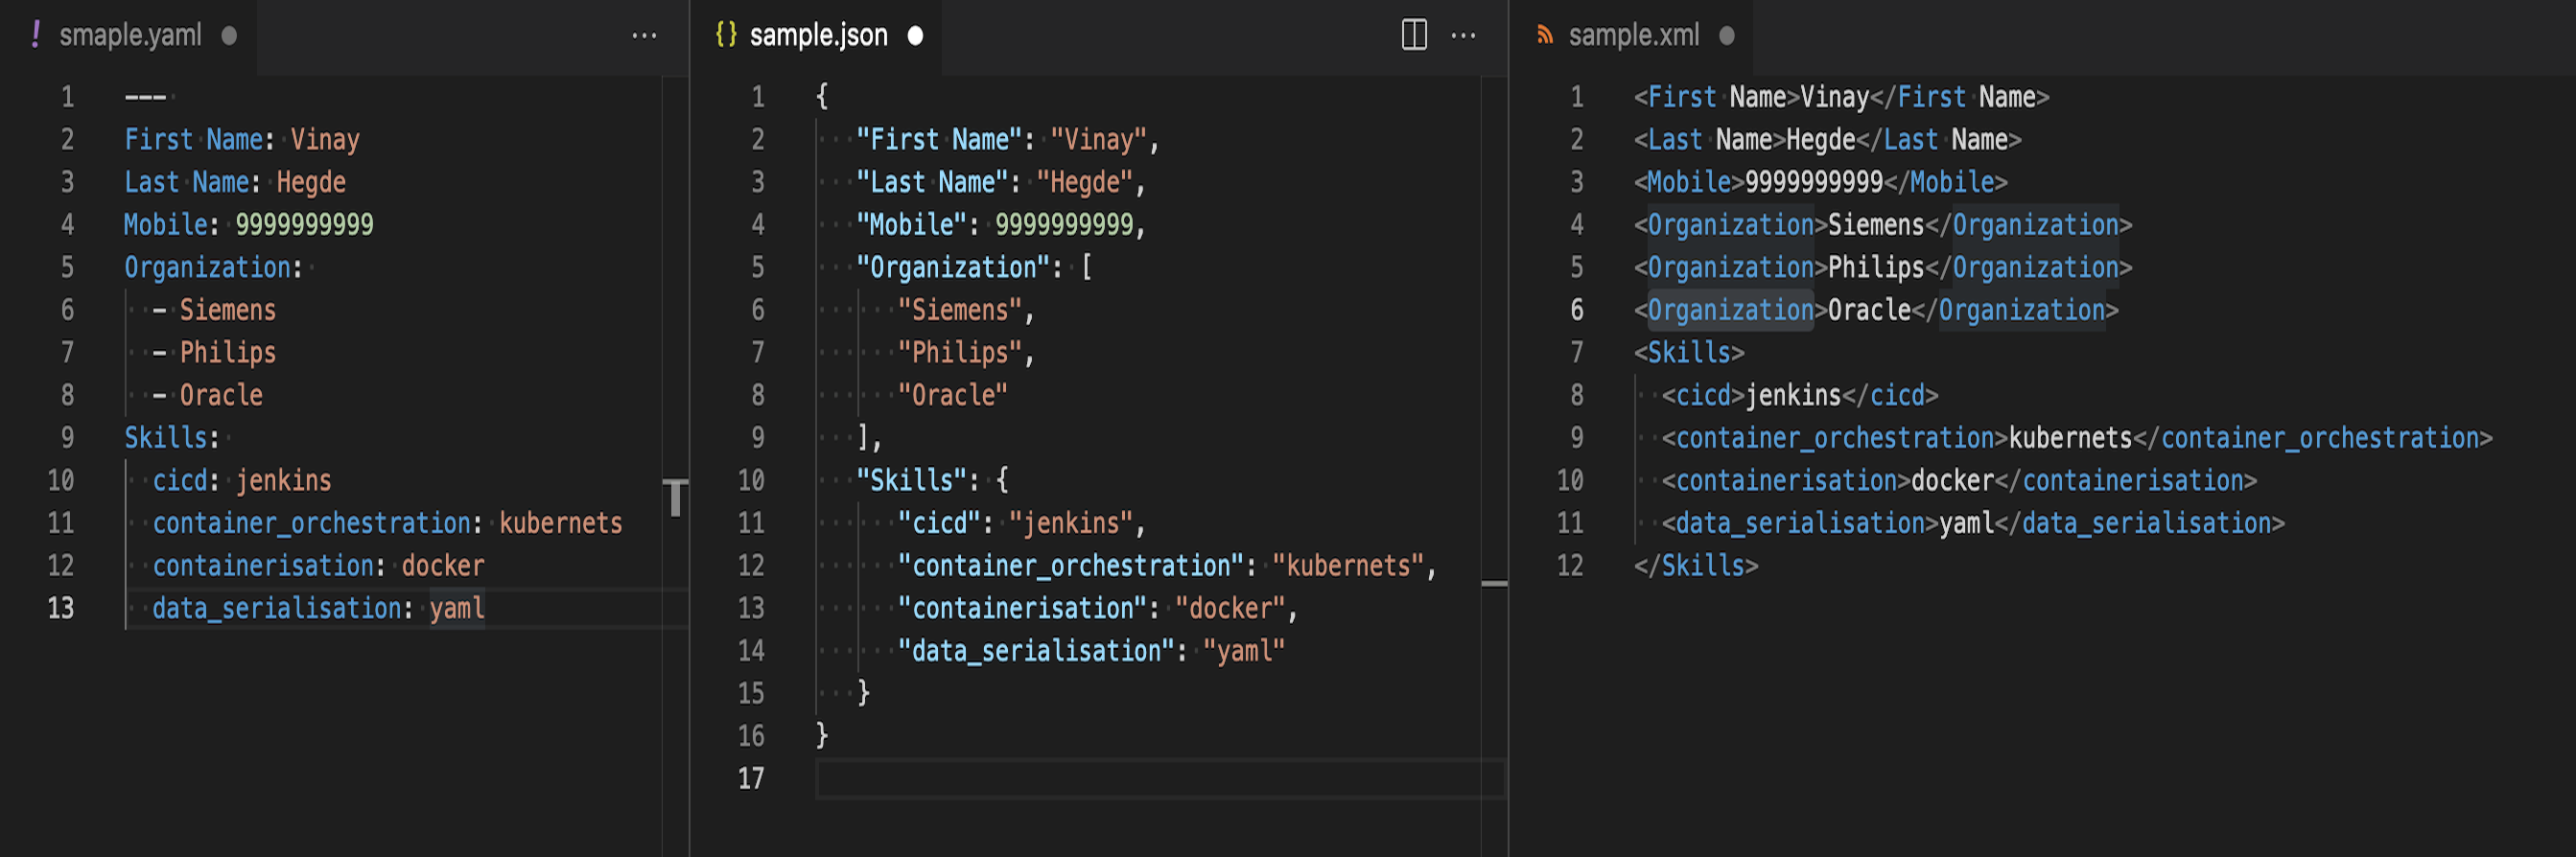 smaple.yaml
1 ---
2 First Name: Vinay
3 Last Name: Hegde
4 Mobile: 9999999999
5 Organization:
6   - Siemens
7   - Philips
8   - Oracle
9 Skills:
10   cicd: jenkins
11   container_orchestration: kubernets
12   containerisation: docker
13   data_serialisation: yaml
{} sample.json
1 {
2    "First Name": "Vinay",
3    "Last Name": "Hegde",
4    "Mobile": 9999999999,
5    "Organization": [
6       "Siemens",
7       "Philips",
8       "Oracle"
9    ],
10    "Skills": {
11       "cicd": "jenkins",
12       "container_orchestration": "kubernets",
13       "containerisation": "docker",
14       "data_serialisation": "yaml"
15    }
16 }
17
sample.xml
1 <First Name>Vinay</First Name>
2 <Last Name>Hegde</Last Name>
3 <Mobile>9999999999</Mobile>
4 <Organization>Siemens</Organization>
5 <Organization>Philips</Organization>
6 <Organization>Oracle</Organization>
7 <Skills>
8   <cicd>jenkins</cicd>
9   <container_orchestration>kubernets</container_orchestration>
10   <containerisation>docker</containerisation>
11   <data_serialisation>yaml</data_serialisation>
12 </Skills>